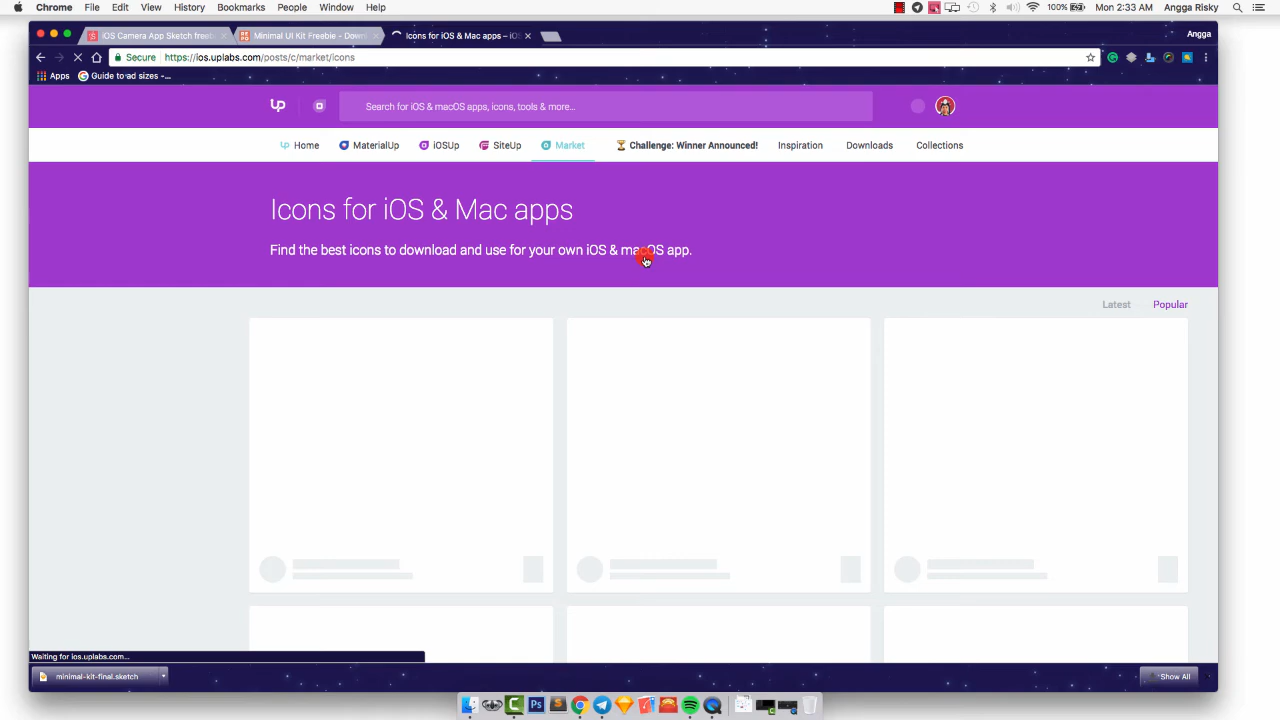 Chrome File Edit View History Bookmarks People Window Help 100% Mon 2:33 AM Angga Risky
iOS Camera App Sketch freeb × Minimal UI Kit Freebie - Down × Icons for iOS & Mac apps – iOS × Angga
Secure https://ios.uplabs.com/posts/c/market/icons
Apps Guide to ad sizes -...
up Search for iOS & macOS apps, icons, tools & more...
up Home MaterialUp iOSUp SiteUp Market Challenge: Winner Announced! Inspiration Downloads Collections
Icons for iOS & Mac apps
Find the best icons to download and use for your own iOS & macOS app.
Latest Popular
Waiting for ios.uplabs.com...
minimal-kit-final.sketch Show All
Ps S